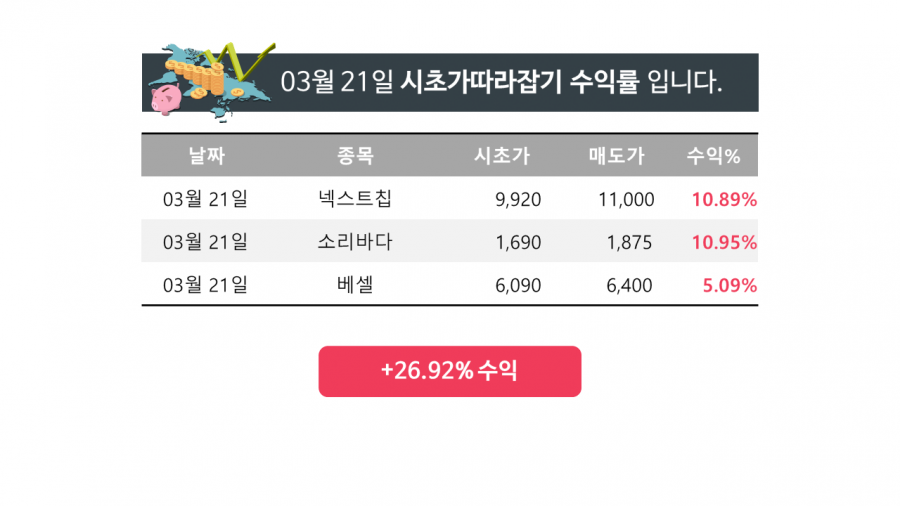 03월 21일 시초가따라잡기 수익률 입니다.
날짜 종목 시초가 매도가 수익%
03월 21일 넥스트칩 9,920 11,000 10.89%
03월 21일 소리바다 1,690 1,875 10.95%
03월 21일 베셀 6,090 6,400 5.09%
+26.92% 수익